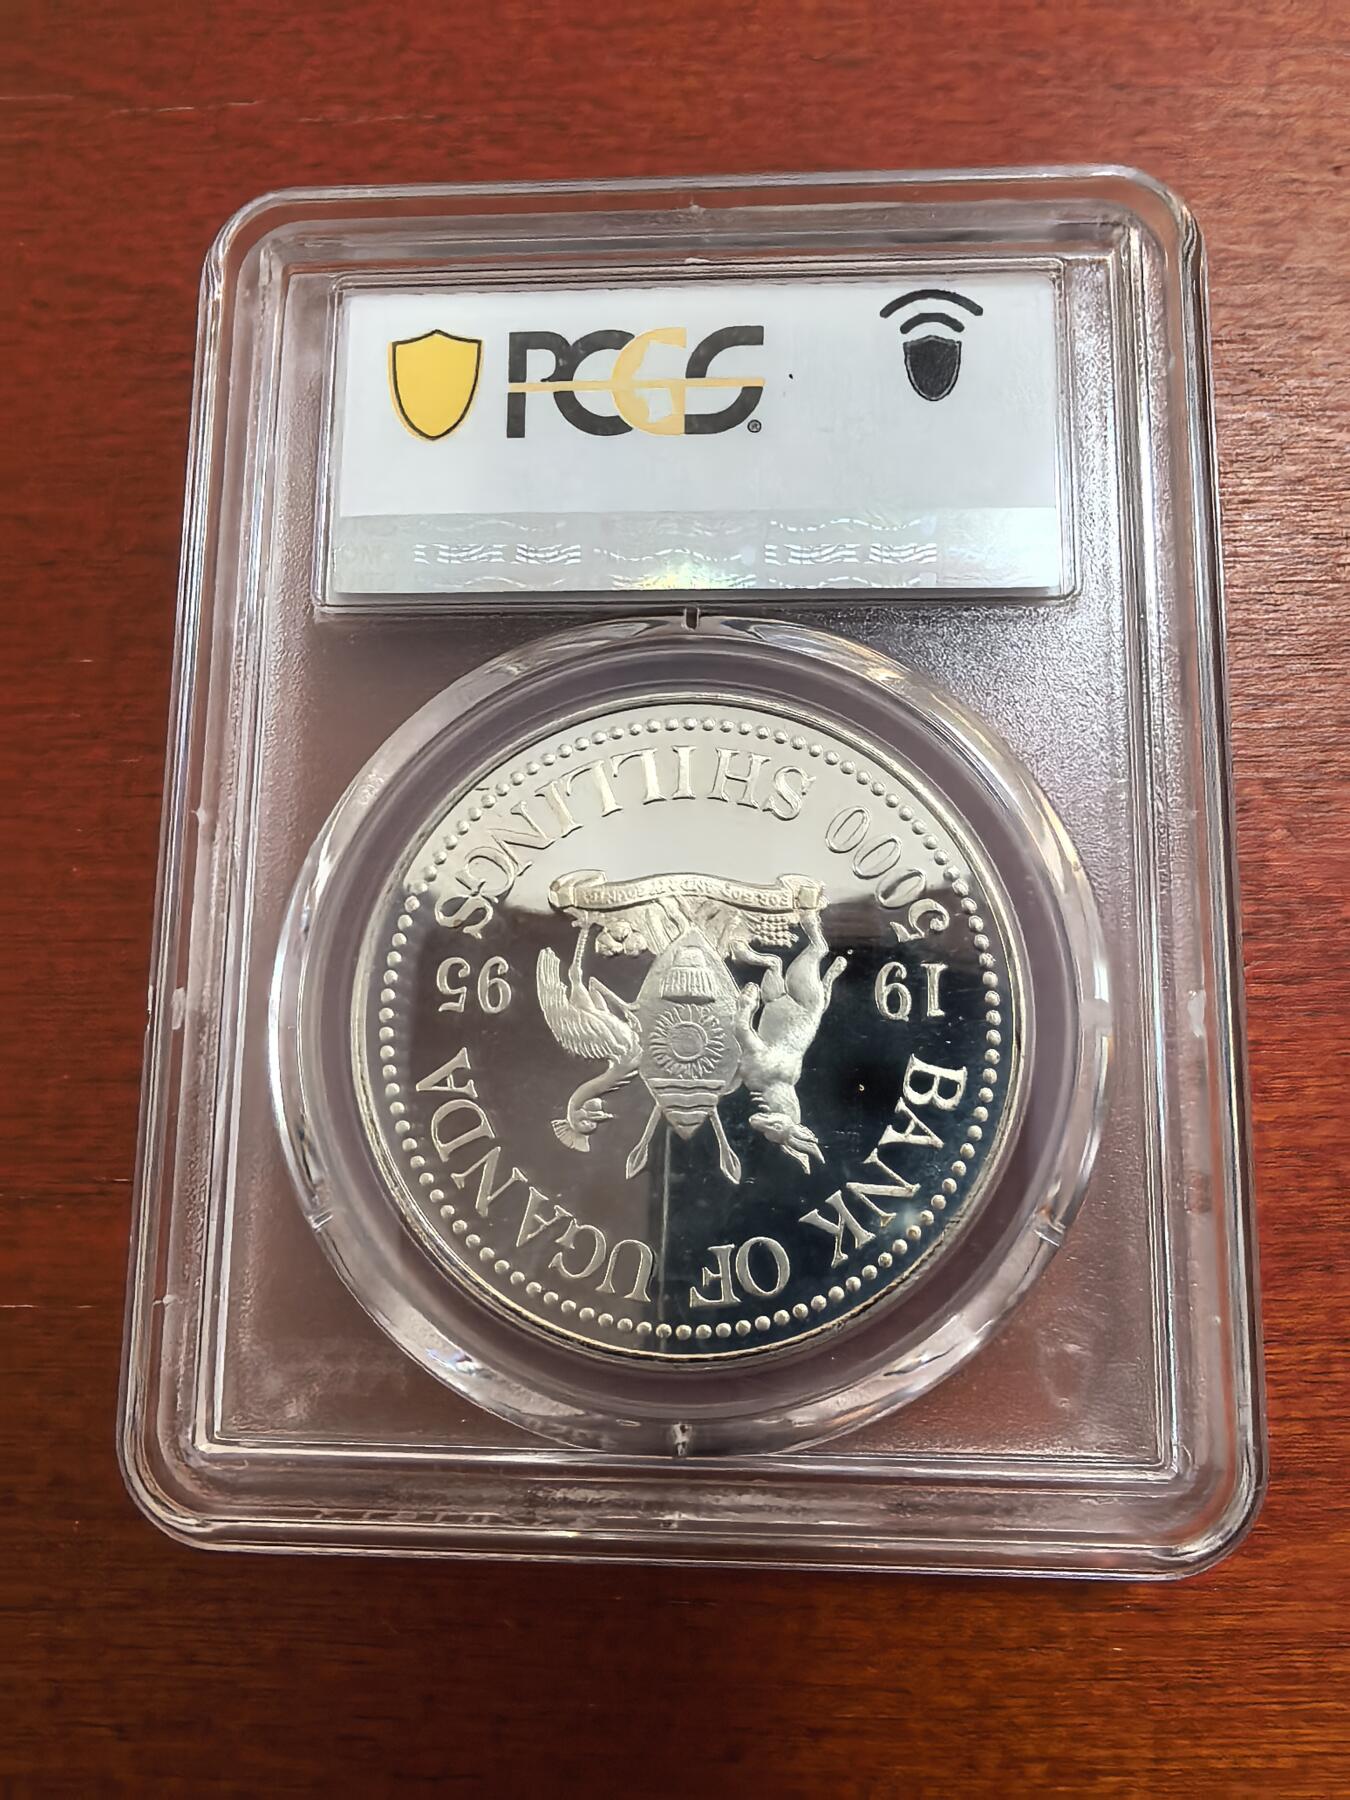 PCGS®
BANK OF UGANDA
19 95
FOR GOD AND MY COUNTRY
5000 SHILLINGS